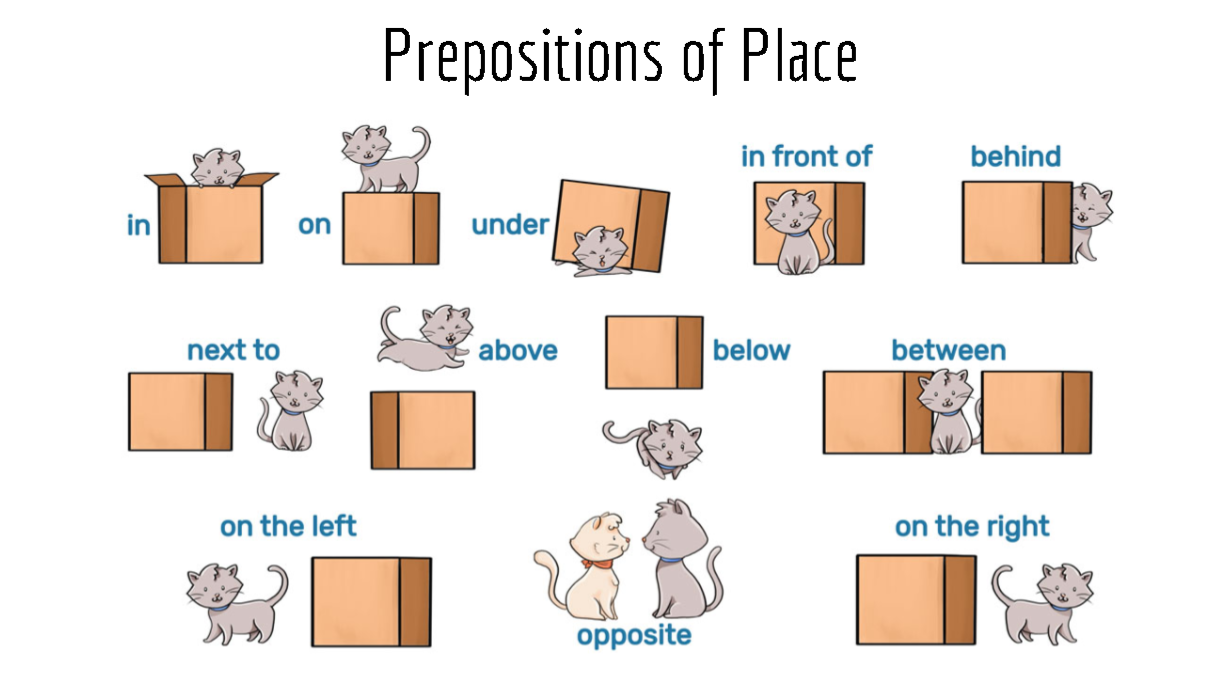 Prepositions of Place
in front of
behind
in
on
under
next to
above
below
between
on the left
on the right
opposite